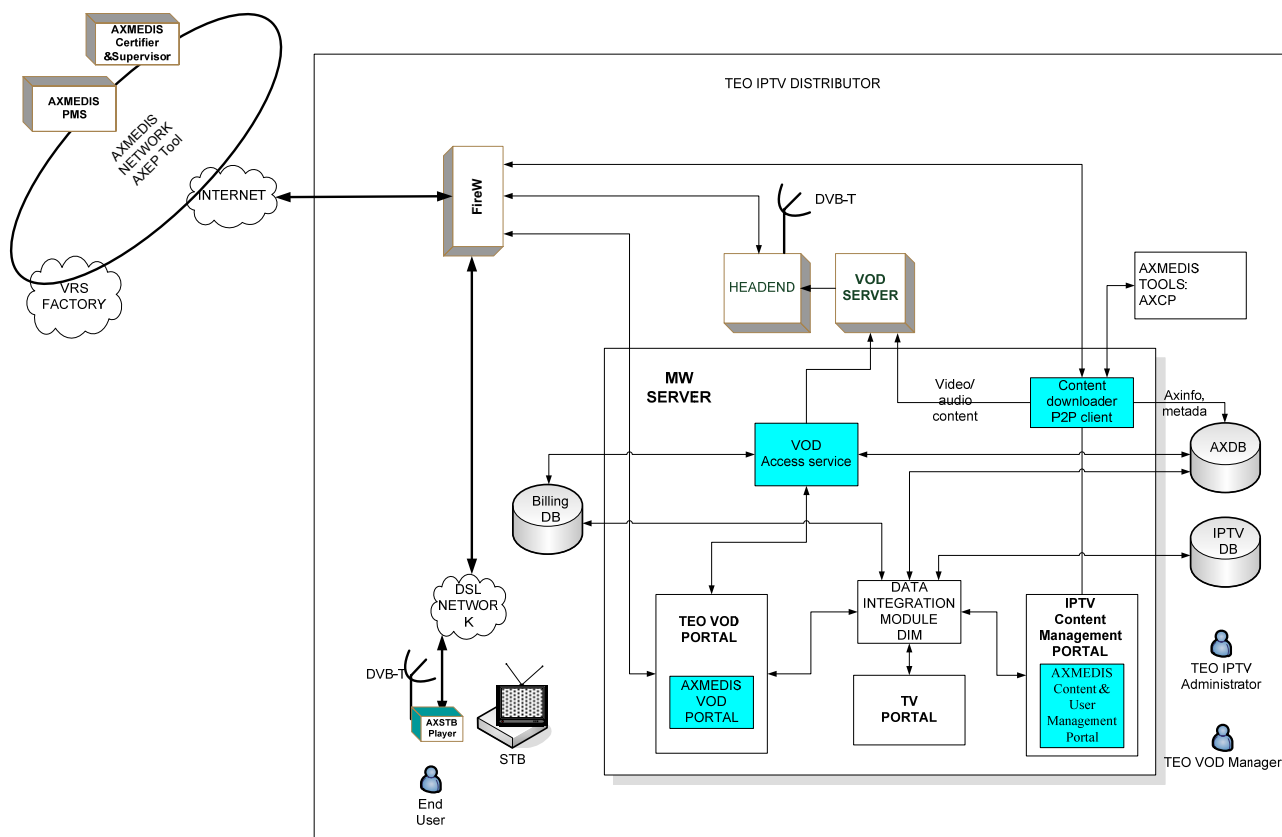 AXMEDIS
Certifier
&Supervisor
AXMEDIS
PMS
AXMEDIS
NETWORK
AXEP Tool
INTERNET
VRS
FACTORY
TEO IPTV DISTRIBUTOR
FireW
DVB-T
HEADEND
VOD
SERVER
AXMEDIS
TOOLS:
AXCP
MW
SERVER
Video/
audio
content
Content
downloader
P2P client
Axinfo,
metada
VOD
Access service
AXDB
Billing
DB
IPTV
DB
DSL
NETWOR
K
TEO VOD
PORTAL
AXMEDIS
VOD
PORTAL
DATA
INTEGRATION
MODULE
DIM
TV
PORTAL
IPTV
Content
Management
PORTAL
AXMEDIS
Content &
User
Management
Portal
TEO IPTV
Administrator
TEO VOD Manager
DVB-T
AXSTB
Player
STB
End
User